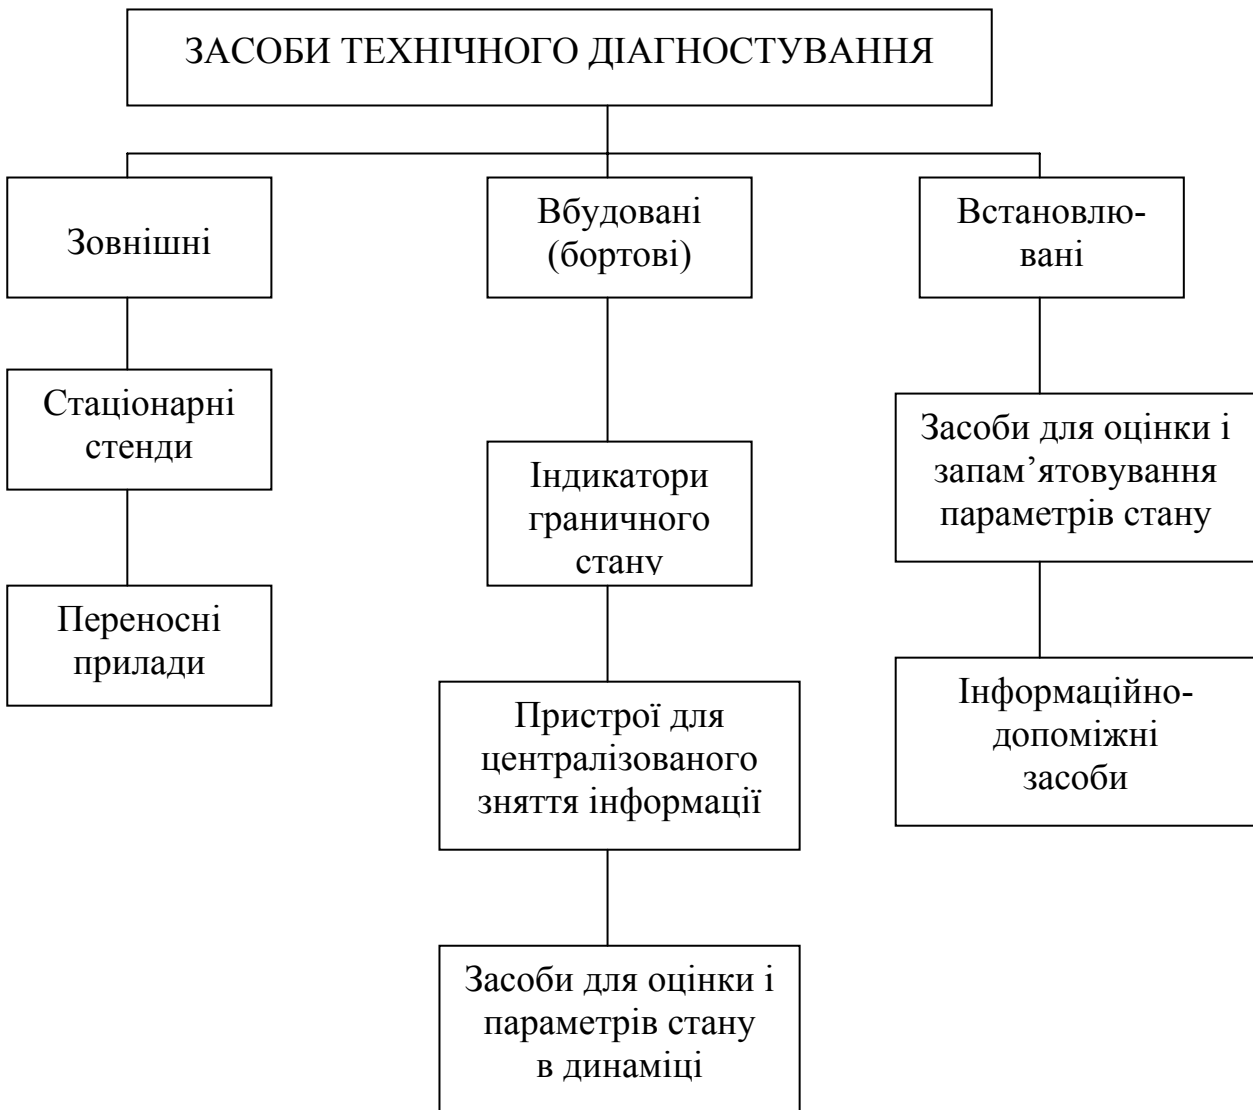 ЗАСОБИ ТЕХНІЧНОГО ДІАГНОСТУВАННЯ
Зовнішні
Стаціонарні
стенди
Переносні
прилади
Вбудовані
(бортові)
Індикатори
граничного
стану
Пристрої для
централізованого
зняття інформації
Засоби для оцінки і
параметрів стану
в динаміці
Встановлю-
вані
Засоби для оцінки і
запам’ятовування
параметрів стану
Інформаційно-
допоміжні
засоби